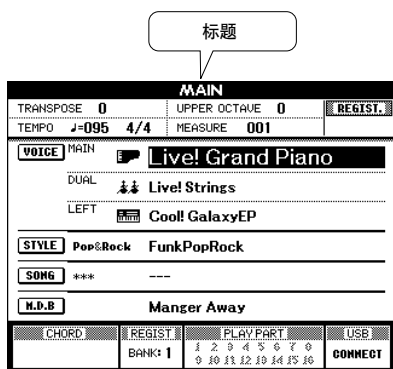 标题
MAIN
TRANSPOSE 0 UPPER OCTAVE 0 REGIST.
TEMPO ♩=095 4/4 MEASURE 001
VOICE MAIN Live! Grand Piano
DUAL Live! Strings
LEFT Cool! GalaxyEP
STYLE Pop&Rock FunkPopRock
SONG *** ---
M.D.B Manger Away
CHORD REGIST PLAY PART USB
BANK: 1 1 2 3 4 5 6 7 8 CONNECT
9 10 11 12 13 14 15 16